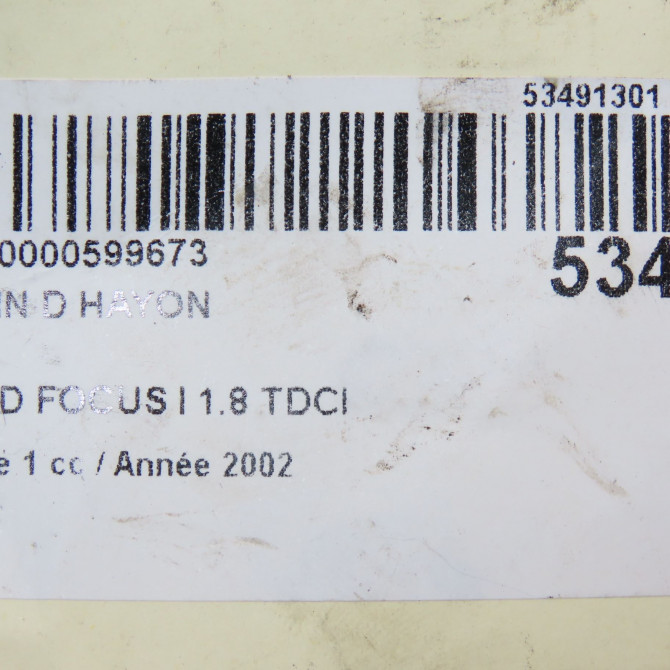 53491301
0000599673
534
IN D HAYON
D FOCUS I 1.8 TDCI
e 1 cc / Année 2002